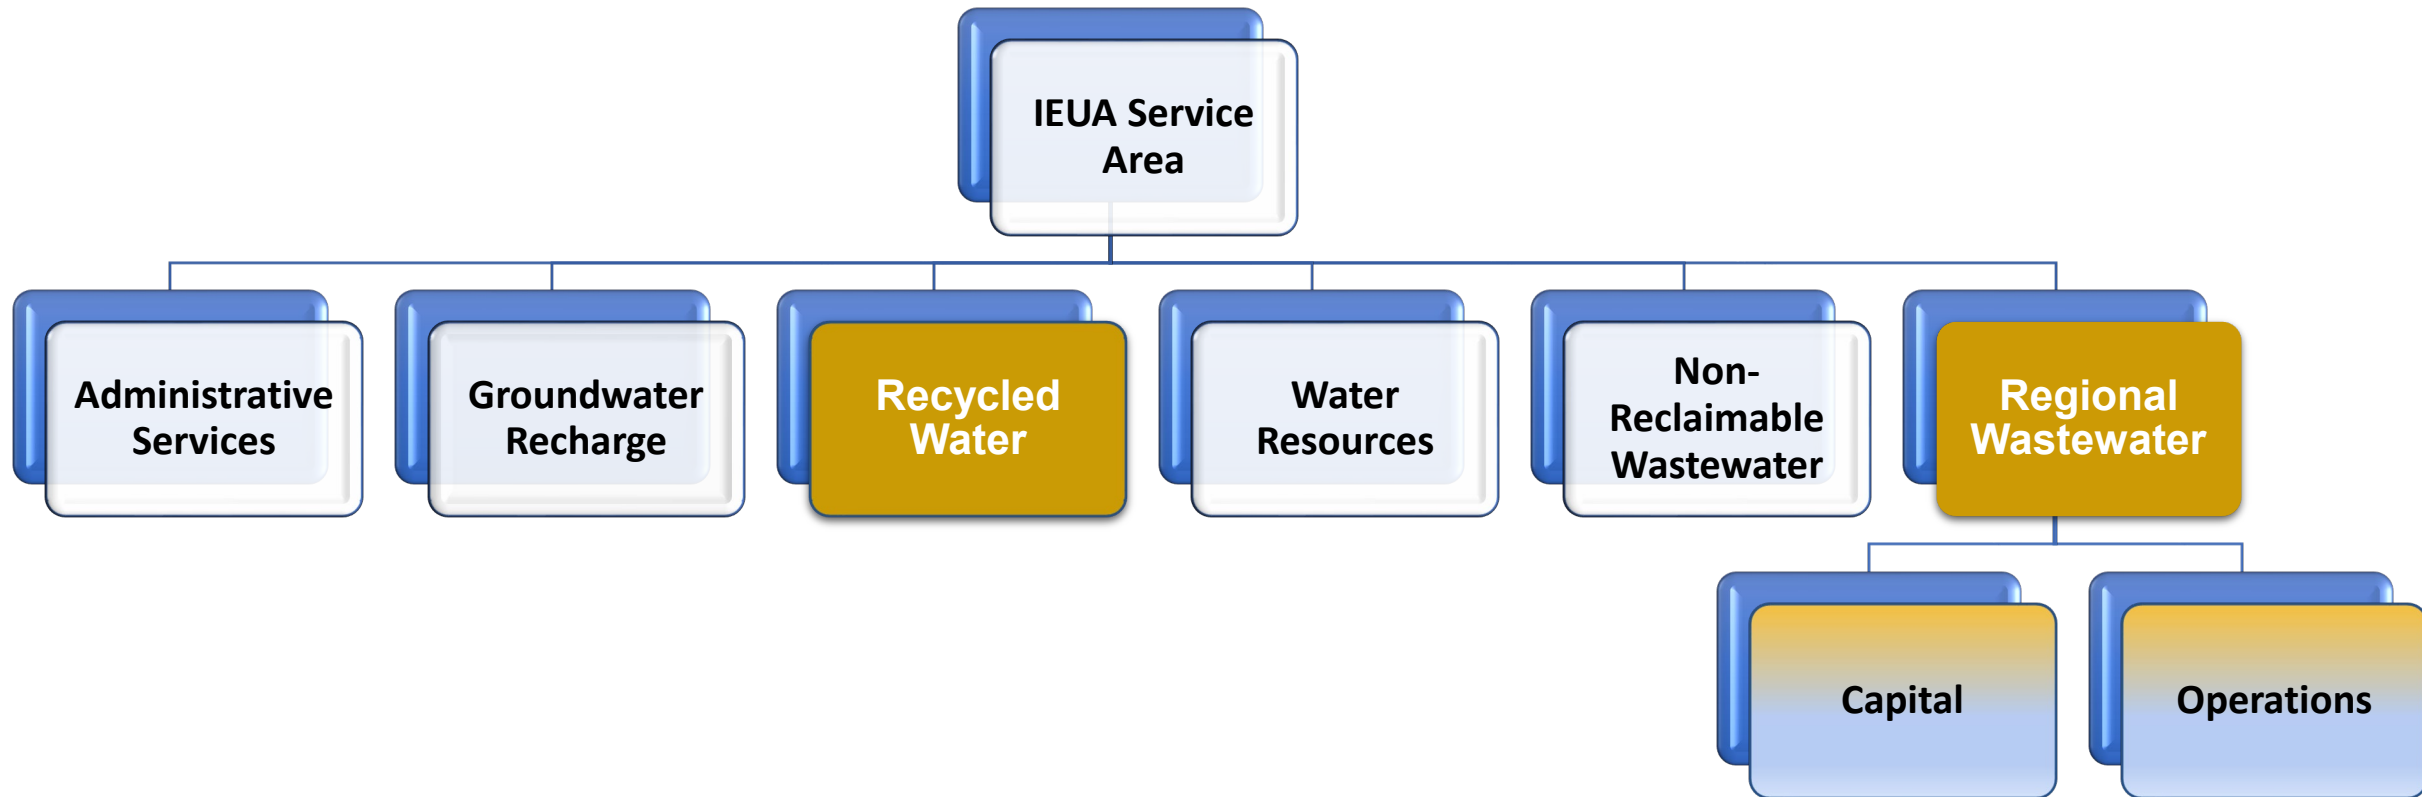 IEUA Service
Area
Administrative
Services
Groundwater
Recharge
Recycled
Water
Water
Resources
Non-
Reclaimable
Wastewater
Regional
Wastewater
Capital
Operations